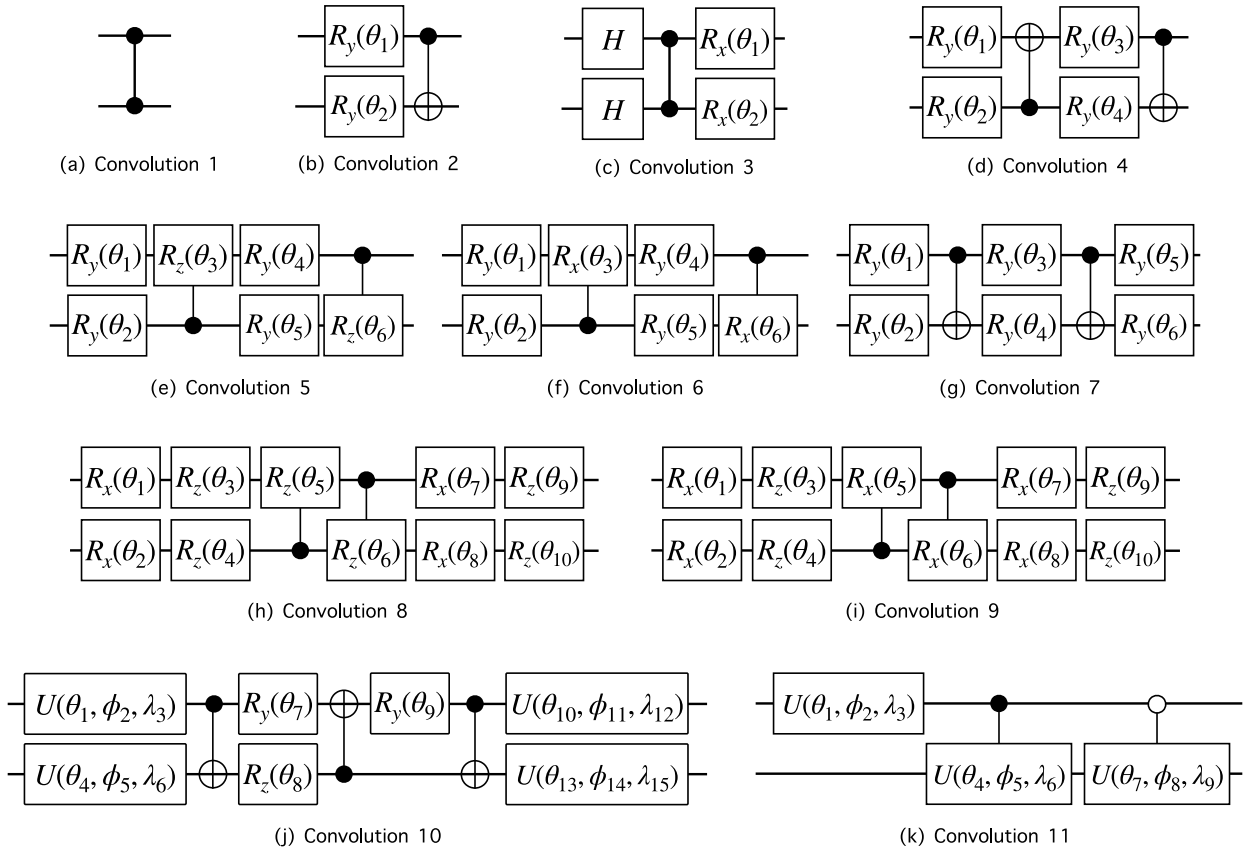 R_y(θ_1)
R_y(θ_2)
H R_x(θ_1)
H R_x(θ_2)
R_y(θ_1) R_y(θ_3)
R_y(θ_2) R_y(θ_4)
(a) Convolution 1
(b) Convolution 2
(c) Convolution 3
(d) Convolution 4
R_y(θ_1) R_z(θ_3) R_y(θ_4)
R_y(θ_2) R_y(θ_5) R_z(θ_6)
R_y(θ_1) R_x(θ_3) R_y(θ_4)
R_y(θ_2) R_y(θ_5) R_x(θ_6)
R_y(θ_1) R_y(θ_3) R_y(θ_5)
R_y(θ_2) R_y(θ_4) R_y(θ_6)
(e) Convolution 5
(f) Convolution 6
(g) Convolution 7
R_x(θ_1) R_z(θ_3) R_z(θ_5) R_x(θ_7) R_z(θ_9)
R_x(θ_2) R_z(θ_4) R_z(θ_6) R_x(θ_8) R_z(θ_10)
R_x(θ_1) R_z(θ_3) R_x(θ_5) R_x(θ_7) R_z(θ_9)
R_x(θ_2) R_z(θ_4) R_x(θ_6) R_x(θ_8) R_z(θ_10)
(h) Convolution 8
(i) Convolution 9
U(θ_1, ϕ_2, λ_3) R_y(θ_7) R_y(θ_9) U(θ_10, ϕ_11, λ_12)
U(θ_4, ϕ_5, λ_6) R_z(θ_8) U(θ_13, ϕ_14, λ_15)
U(θ_1, ϕ_2, λ_3)
U(θ_4, ϕ_5, λ_6) U(θ_7, ϕ_8, λ_9)
(j) Convolution 10
(k) Convolution 11